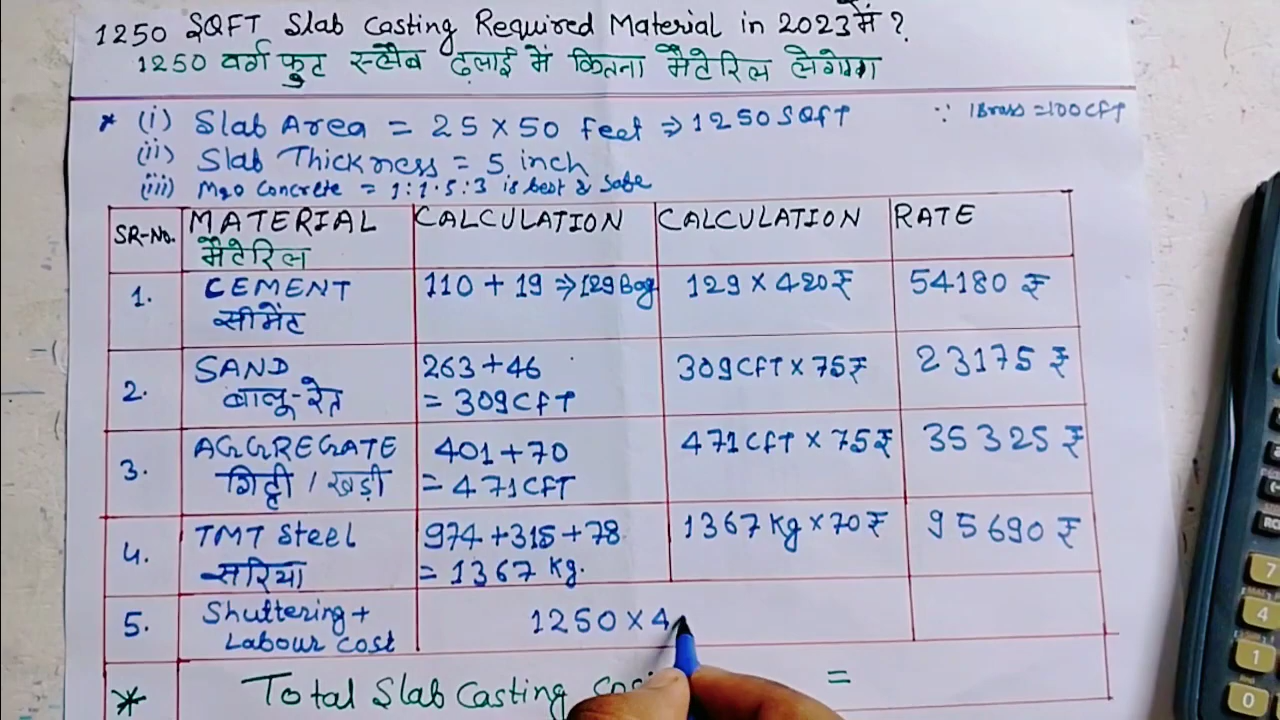 1250 SQFT Slab Casting Required Material in 2023 में ?
1250 वर्ग फुट स्लैब ढ़लाई में कितना मैटेरिल लगेगा
* (i) Slab Area = 25 × 50 Feet ⇒ 1250 SQFT ∵ 1Brass = 100 CFT
(ii) Slab Thickness = 5 inch
(iii) M20 Concrete = 1:1.5:3 is best & Safe
SR-No. MATERIAL CALCULATION CALCULATION RATE
मैटेरिल
1. CEMENT 110 + 19 ⇒ 129 Bag 129 × 420 ₹ 54180 ₹
सीमेंट
2. SAND 263 + 46 309 CFT × 75 ₹ 23175 ₹
बालू-रेत = 309 CFT
3. AGGREGATE 401 + 70 471 CFT × 75 ₹ 35325 ₹
गिट्टी / खड़ी = 471 CFT
4. TMT Steel 974 + 315 + 78 1367 Kg × 70 ₹ 95690 ₹
सरिया = 1367 Kg.
5. Shuttering + 1250 × 4
Labour Cost
* Total Slab Casting =
7
4
1
0